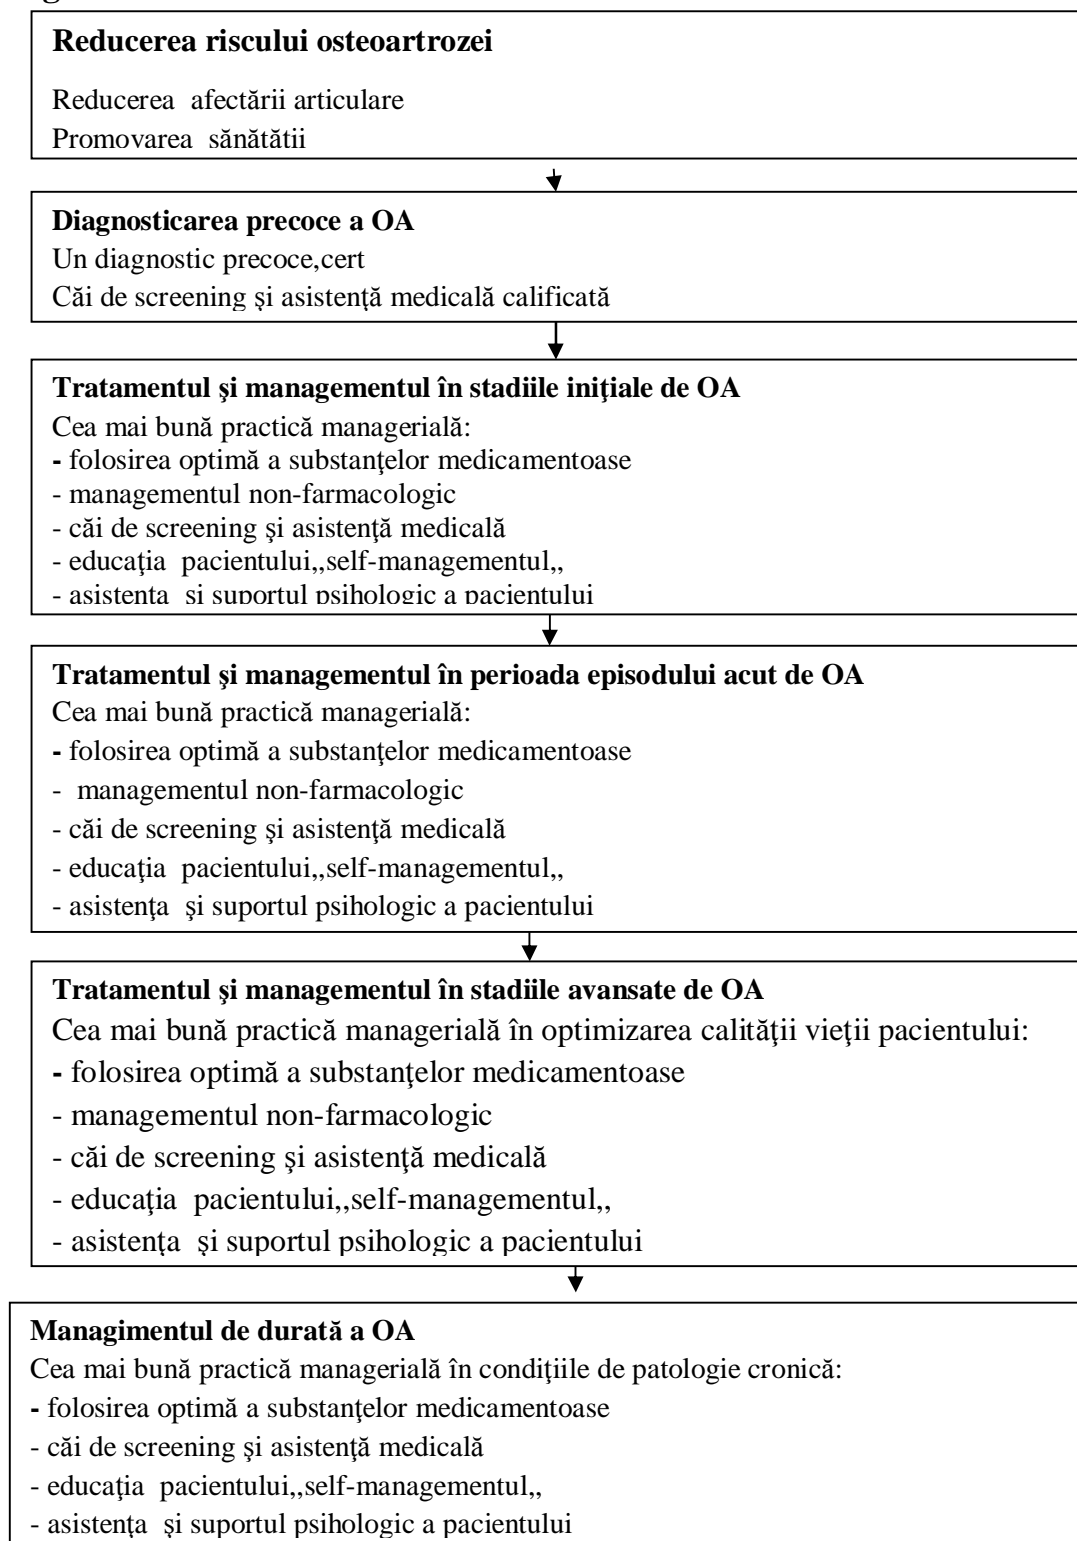 Reducerea riscului osteoartrozei
Reducerea afectării articulare
Promovarea sănătătii
Diagnosticarea precoce a OA
Un diagnostic precoce,cert
Căi de screening şi asistenţă medicală calificată
Tratamentul şi managementul în stadiile iniţiale de OA
Cea mai bună practică managerială:
- folosirea optimă a substanţelor medicamentoase
- managementul non-farmacologic
- căi de screening şi asistenţă medicală
- educaţia pacientului,,self-managementul,,
- asistenţa şi suportul psihologic a pacientului
Tratamentul şi managementul în perioada episodului acut de OA
Cea mai bună practică managerială:
- folosirea optimă a substanţelor medicamentoase
- managementul non-farmacologic
- căi de screening şi asistenţă medicală
- educaţia pacientului,,self-managementul,,
- asistenţa şi suportul psihologic a pacientului
Tratamentul şi managementul în stadiile avansate de OA
Cea mai bună practică managerială în optimizarea calităţii vieţii pacientului:
- folosirea optimă a substanţelor medicamentoase
- managementul non-farmacologic
- căi de screening şi asistenţă medicală
- educaţia pacientului,,self-managementul,,
- asistenţa şi suportul psihologic a pacientului
Managimentul de durată a OA
Cea mai bună practică managerială în condiţiile de patologie cronică:
- folosirea optimă a substanţelor medicamentoase
- căi de screening şi asistenţă medicală
- educaţia pacientului,,self-managementul,,
- asistenţa şi suportul psihologic a pacientului